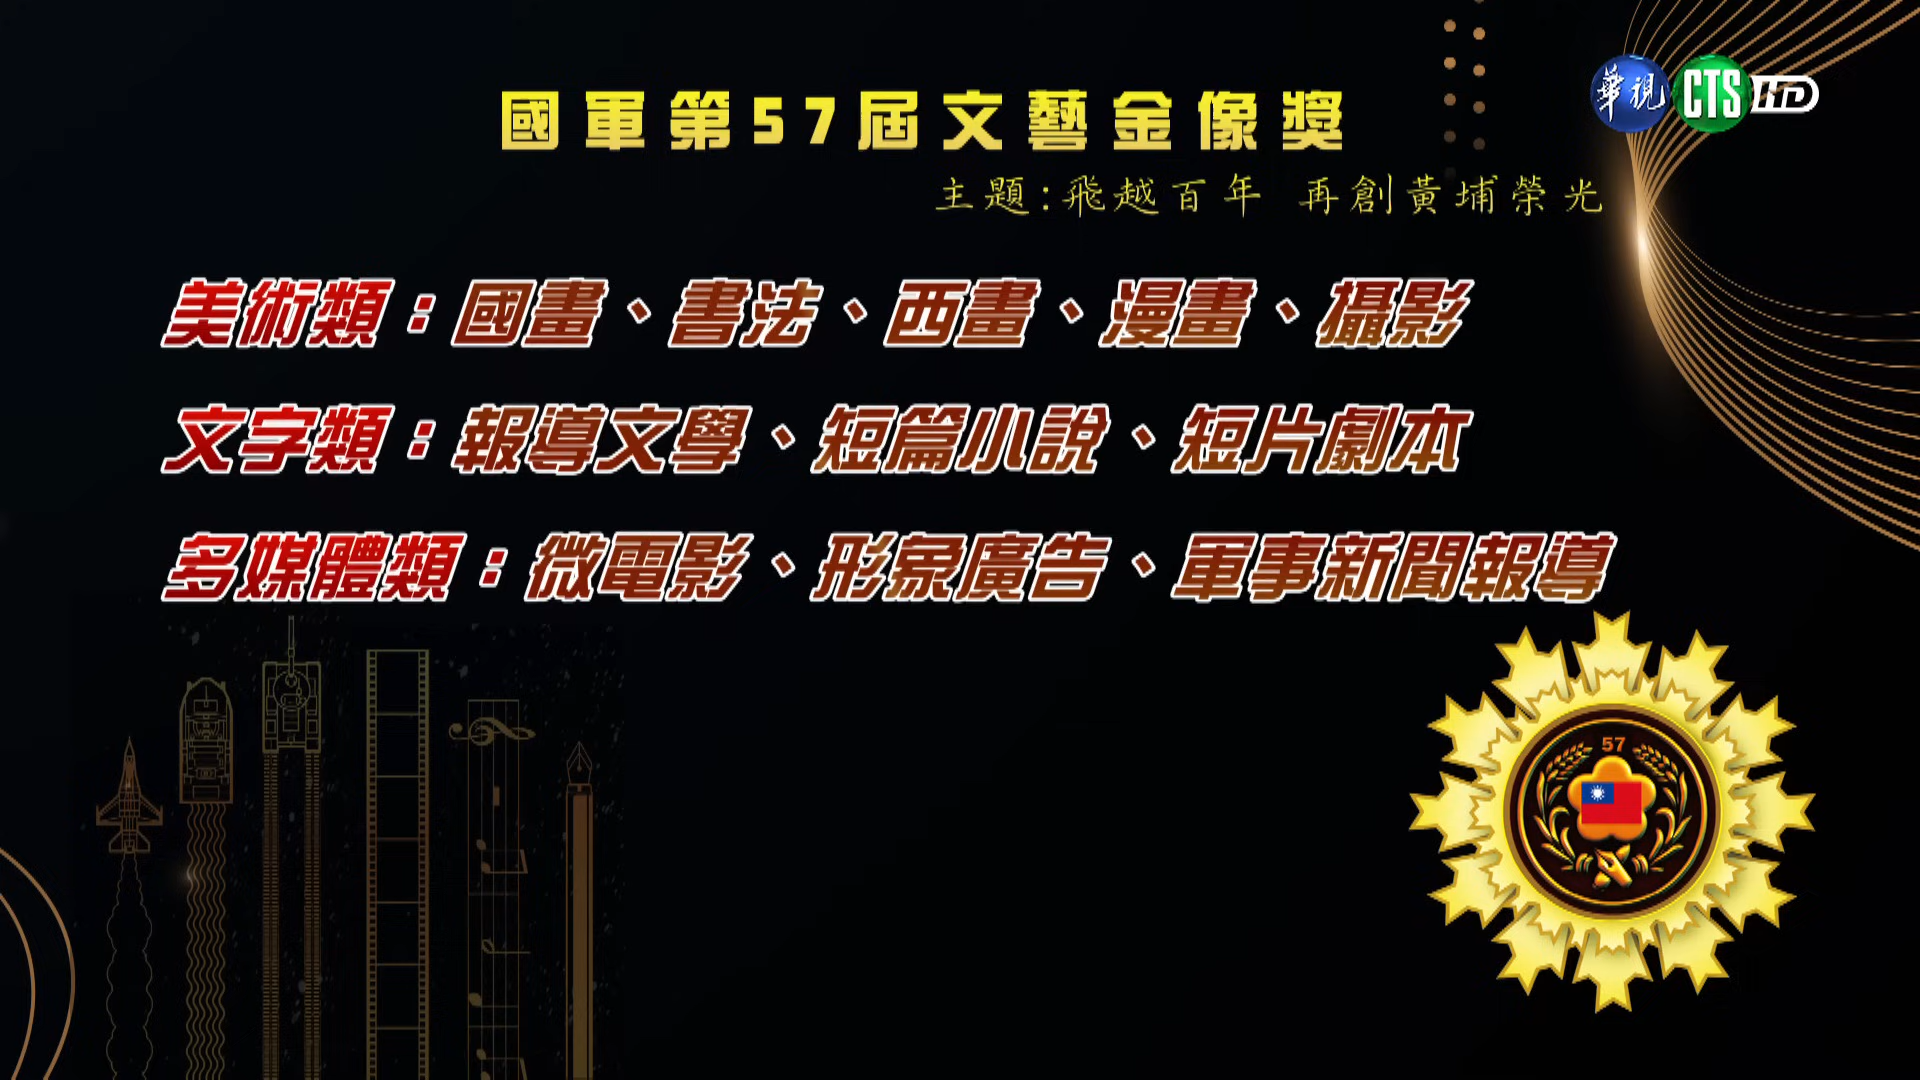 華視 CTS HD
國軍第57屆文藝金像獎
主題:飛越百年 再創黃埔榮光
美術類：國畫、書法、西畫、漫畫、攝影
文字類：報導文學、短篇小說、短片劇本
多媒體類：微電影、形象廣告、軍事新聞報導
57